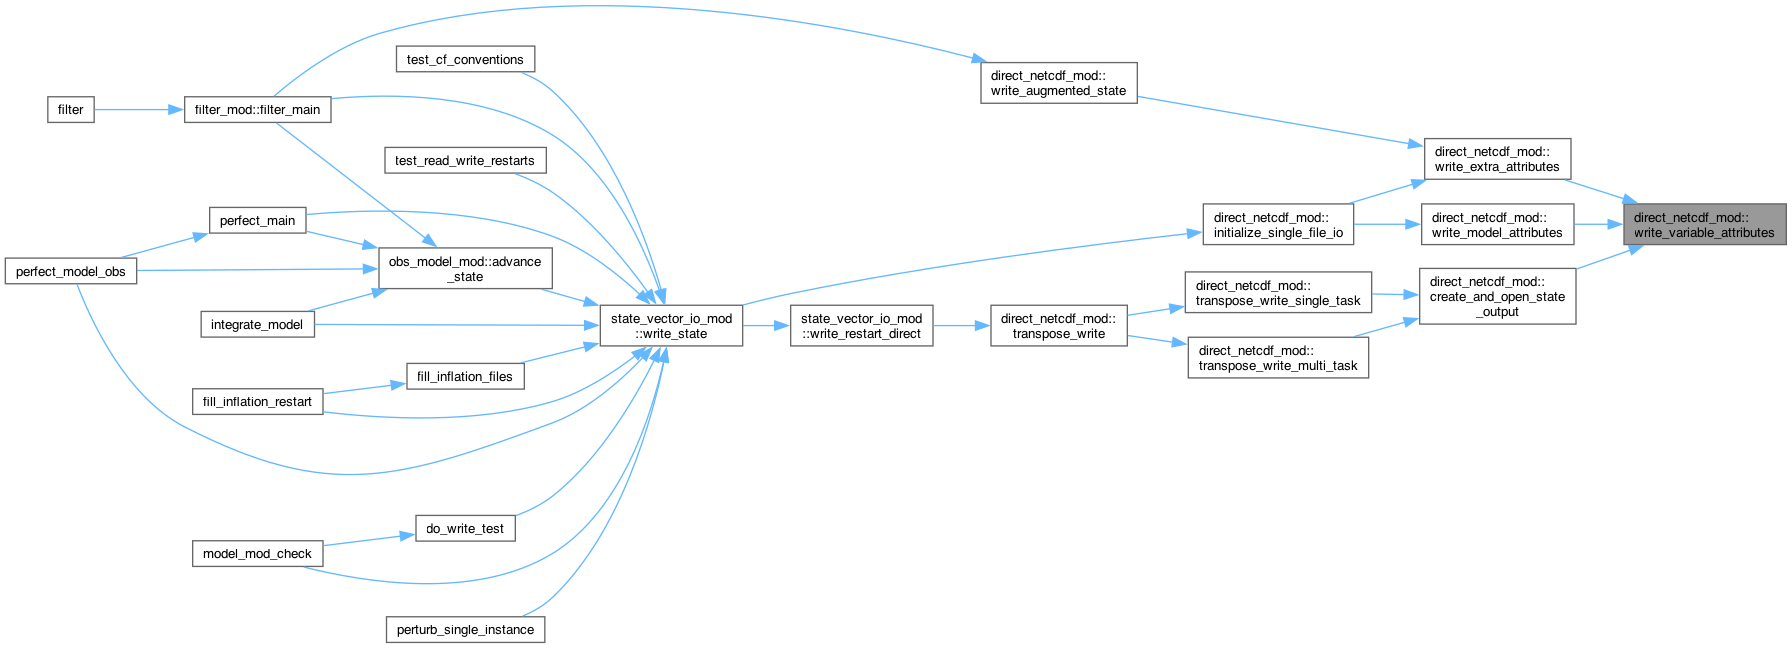 test_cf_conventions
direct_netcdf_mod::
write_augmented_state
filter
filter_mod::filter_main
direct_netcdf_mod::
write_extra_attributes
test_read_write_restarts
perfect_main
direct_netcdf_mod::
initialize_single_file_io
direct_netcdf_mod::
write_model_attributes
direct_netcdf_mod::
write_variable_attributes
perfect_model_obs
obs_model_mod::advance
_state
direct_netcdf_mod::
transpose_write_single_task
direct_netcdf_mod::
create_and_open_state
_output
integrate_model
state_vector_io_mod
::write_state
state_vector_io_mod
::write_restart_direct
direct_netcdf_mod::
transpose_write
direct_netcdf_mod::
transpose_write_multi_task
fill_inflation_files
fill_inflation_restart
do_write_test
model_mod_check
perturb_single_instance